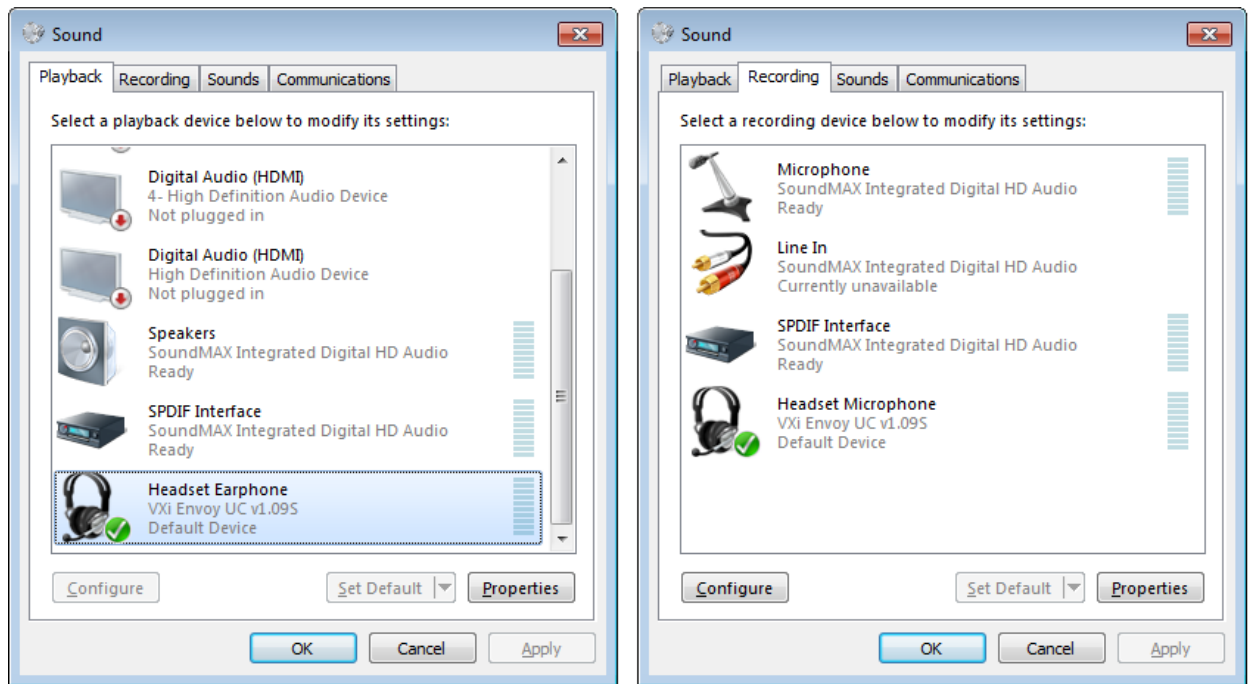 Sound
Playback Recording Sounds Communications
Select a playback device below to modify its settings:
Digital Audio (HDMI)
4- High Definition Audio Device
Not plugged in
Digital Audio (HDMI)
High Definition Audio Device
Not plugged in
Speakers
SoundMAX Integrated Digital HD Audio
Ready
SPDIF Interface
SoundMAX Integrated Digital HD Audio
Ready
Headset Earphone
VXi Envoy UC v1.09S
Default Device
Configure Set Default Properties
OK Cancel Apply
Sound
Playback Recording Sounds Communications
Select a recording device below to modify its settings:
Microphone
SoundMAX Integrated Digital HD Audio
Ready
Line In
SoundMAX Integrated Digital HD Audio
Currently unavailable
SPDIF Interface
SoundMAX Integrated Digital HD Audio
Ready
Headset Microphone
VXi Envoy UC v1.09S
Default Device
Configure Set Default Properties
OK Cancel Apply